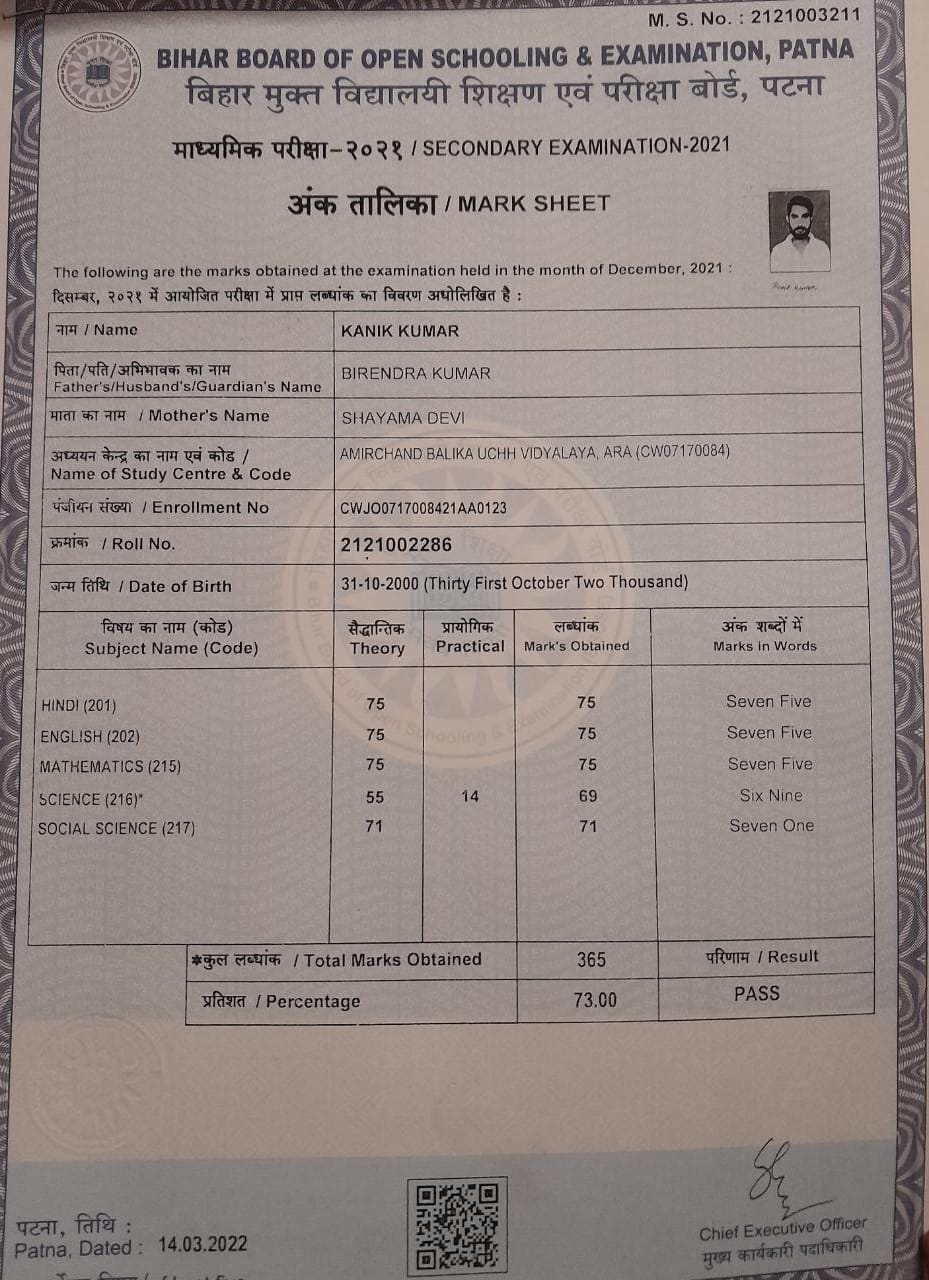 M. S. No. : 2121003211
BIHAR BOARD OF OPEN SCHOOLING & EXAMINATION, PATNA
बिहार मुक्त विद्यालयी शिक्षण एवं परीक्षा बोर्ड, पटना
माध्यमिक परीक्षा-२०२१ / SECONDARY EXAMINATION-2021
अंक तालिका / MARK SHEET
The following are the marks obtained at the examination held in the month of December, 2021 :
दिसम्बर, २०२१ में आयोजित परीक्षा में प्राप्त लब्धांक का विवरण अधोलिखित है :
नाम / Name KANIK KUMAR
पिता/पति/अभिभावक का नाम
Father's/Husband's/Guardian's Name BIRENDRA KUMAR
माता का नाम / Mother's Name SHAYAMA DEVI
अध्ययन केन्द्र का नाम एवं कोड /
Name of Study Centre & Code AMIRCHAND BALIKA UCHH VIDYALAYA, ARA (CW07170084)
पंजीयन संख्या / Enrollment No CWJO0717008421AA0123
क्रमांक / Roll No. 2121002286
जन्म तिथि / Date of Birth 31-10-2000 (Thirty First October Two Thousand)
विषय का नाम (कोड) सैद्धान्तिक प्रायोगिक लब्धांक अंक शब्दों में
Subject Name (Code) Theory Practical Mark's Obtained Marks in Words
HINDI (201) 75 75 Seven Five
ENGLISH (202) 75 75 Seven Five
MATHEMATICS (215) 75 75 Seven Five
SCIENCE (216)* 55 14 69 Six Nine
SOCIAL SCIENCE (217) 71 71 Seven One
*कुल लब्धांक / Total Marks Obtained 365 परिणाम / Result
प्रतिशत / Percentage 73.00 PASS
पटना, तिथि :
Patna, Dated : 14.03.2022
Chief Executive Officer
मुख्य कार्यकारी पदाधिकारी